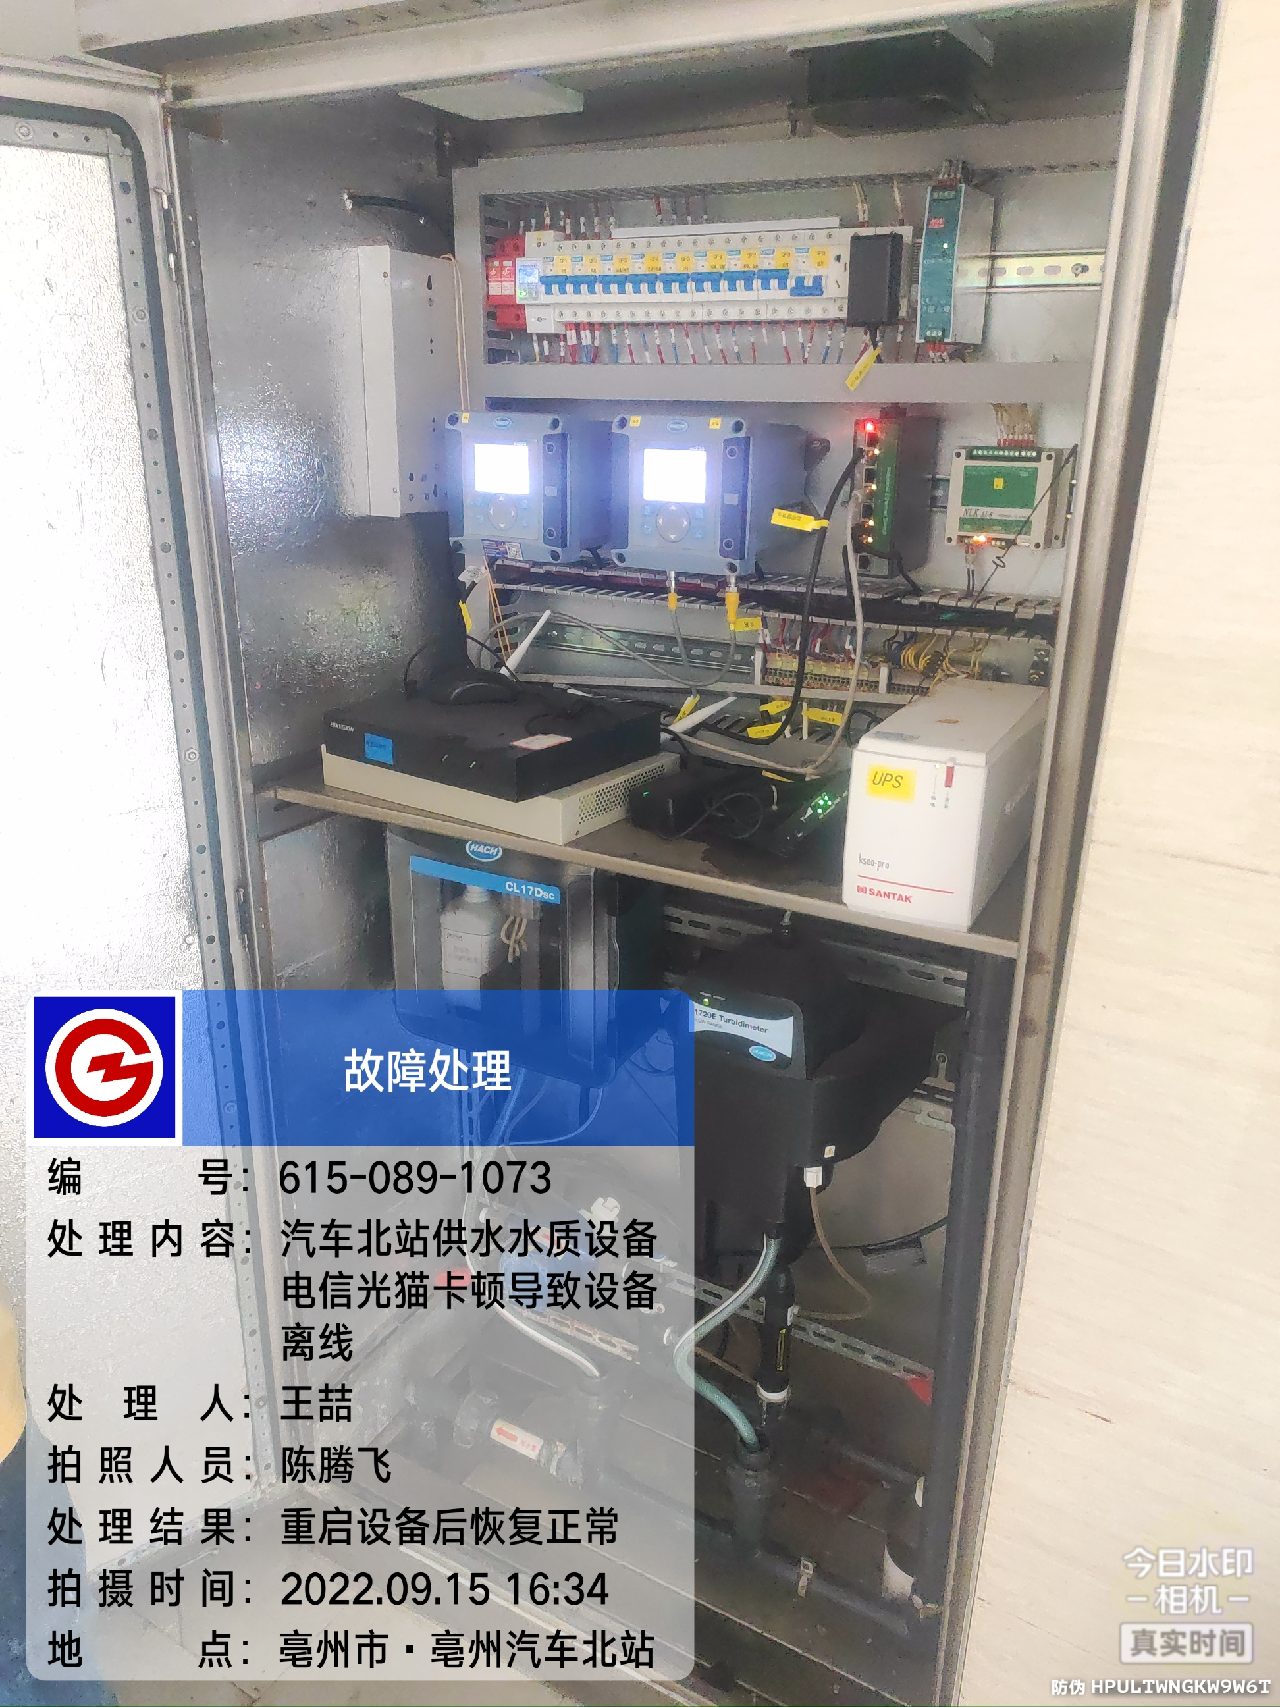 HIKVISION
UPS
k500-pro
SANTAK
HACH
CL17Dsc
1720E Turbidimeter
故障处理
编号：615-089-1073
处理内容：汽车北站供水水质设备
电信光猫卡顿导致设备
离线
处理人：王喆
拍照人员：陈腾飞
处理结果：重启设备后恢复正常
拍摄时间：2022.09.15 16:34
地点：亳州市·亳州汽车北站
今日水印
-相机-
真实时间
防伪 HPULTWNGKW9W6T